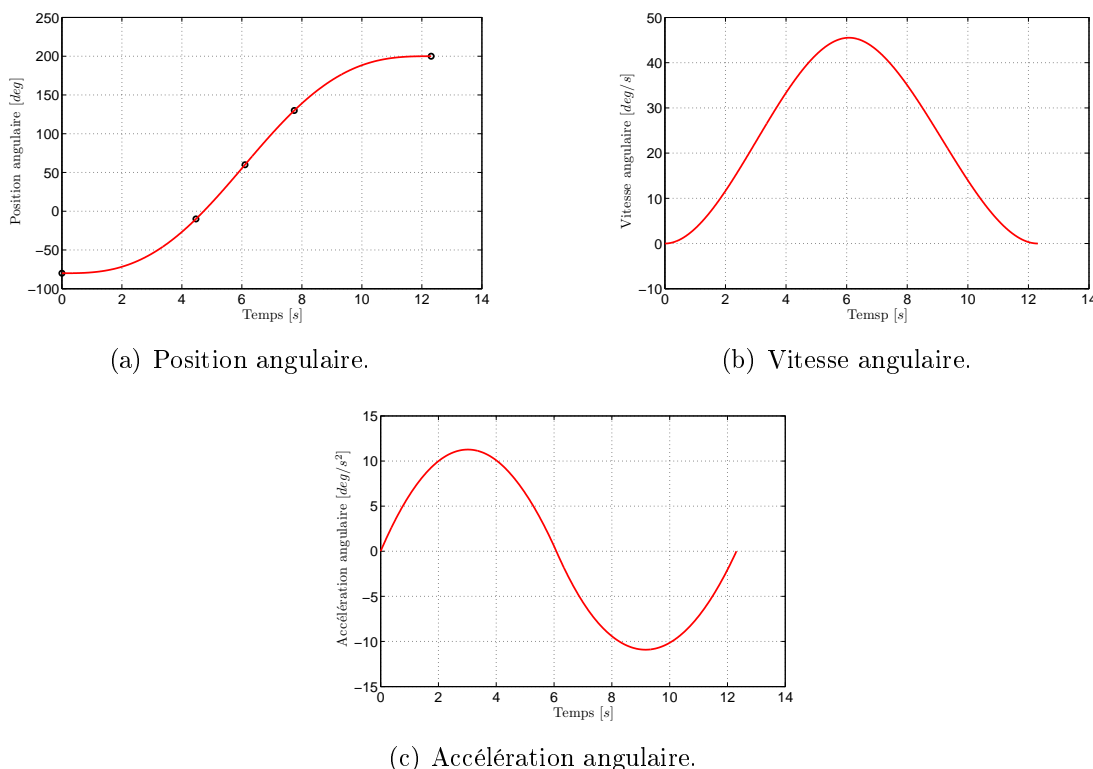 250
200
150
100
50
0
−50
−100
0 2 4 6 8 10 12 14
Position angulaire [deg]
Temps [s]
(a) Position angulaire.
50
40
30
20
10
0
−10
0 2 4 6 8 10 12 14
Vitesse angulaire [deg/s]
Temsp [s]
(b) Vitesse angulaire.
15
10
5
0
−5
−10
−15
0 2 4 6 8 10 12 14
Accélération angulaire [deg/s²]
Temps [s]
(c) Accélération angulaire.